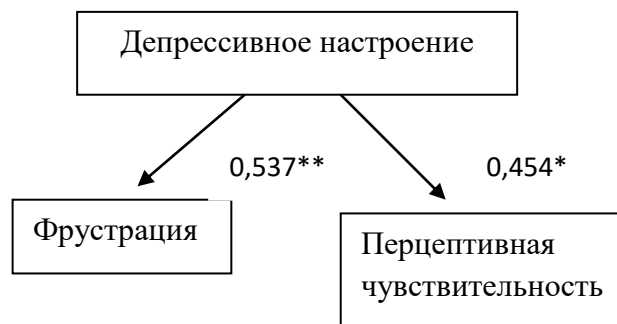 Депрессивное настроение
0,537**
0,454*
Фрустрация
Перцептивная
чувствительность